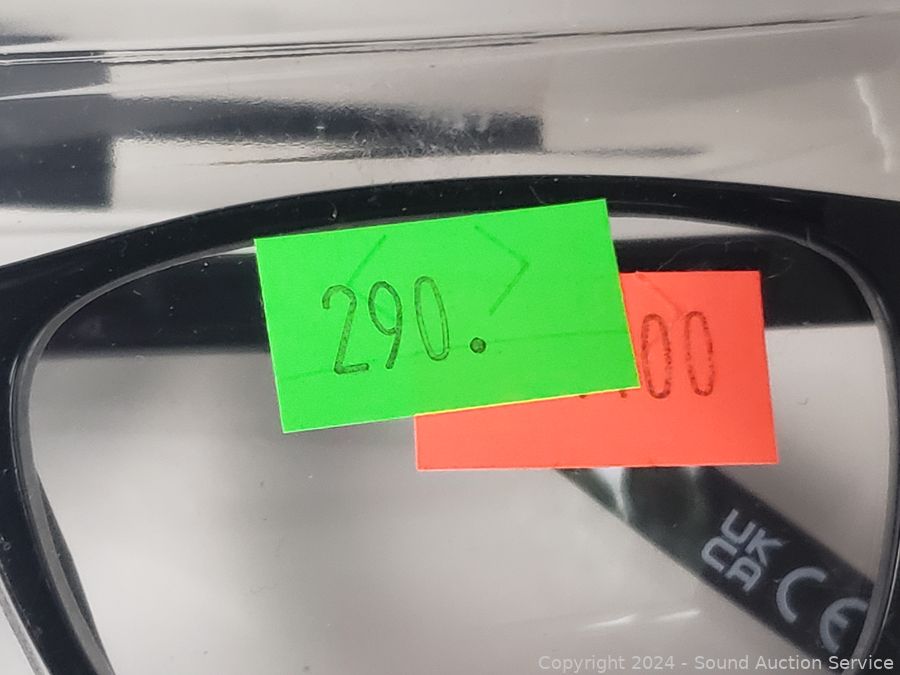 290.
00
UK
CA
CE
Copyright 2024 - Sound Auction Service